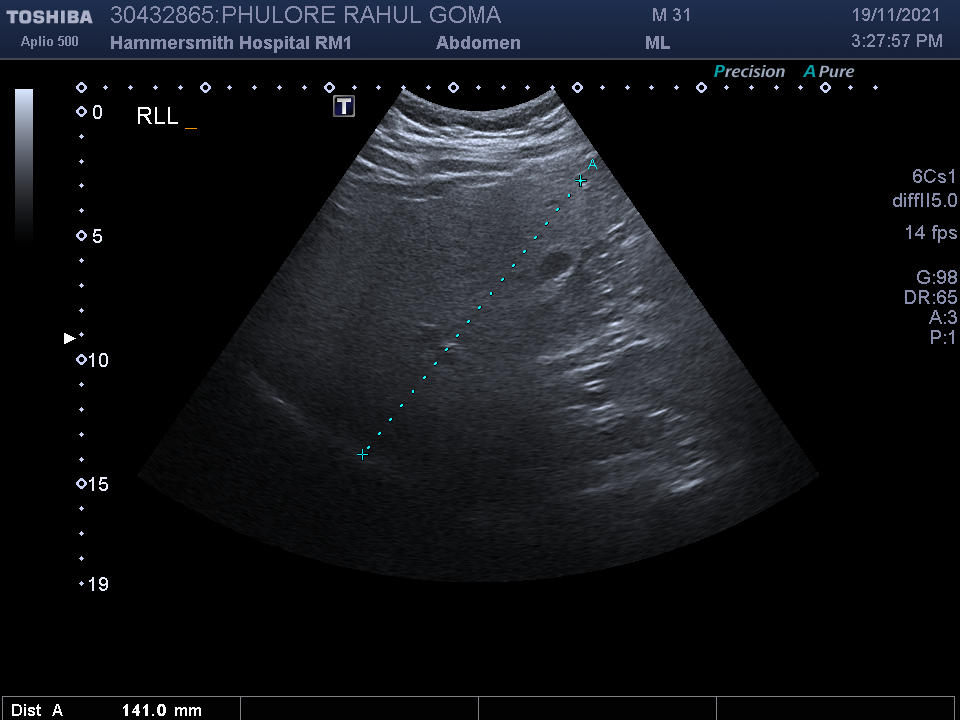 TOSHIBA 30432865:PHULORE RAHUL GOMA M 31 19/11/2021
Aplio 500 Hammersmith Hospital RM1 Abdomen ML 3:27:57 PM
Precision A Pure
0 RLL _ T
A
6Cs1
diffII5.0
5 14 fps
G:98
DR:65
A:3
P:1
10
15
19
Dist A 141.0 mm